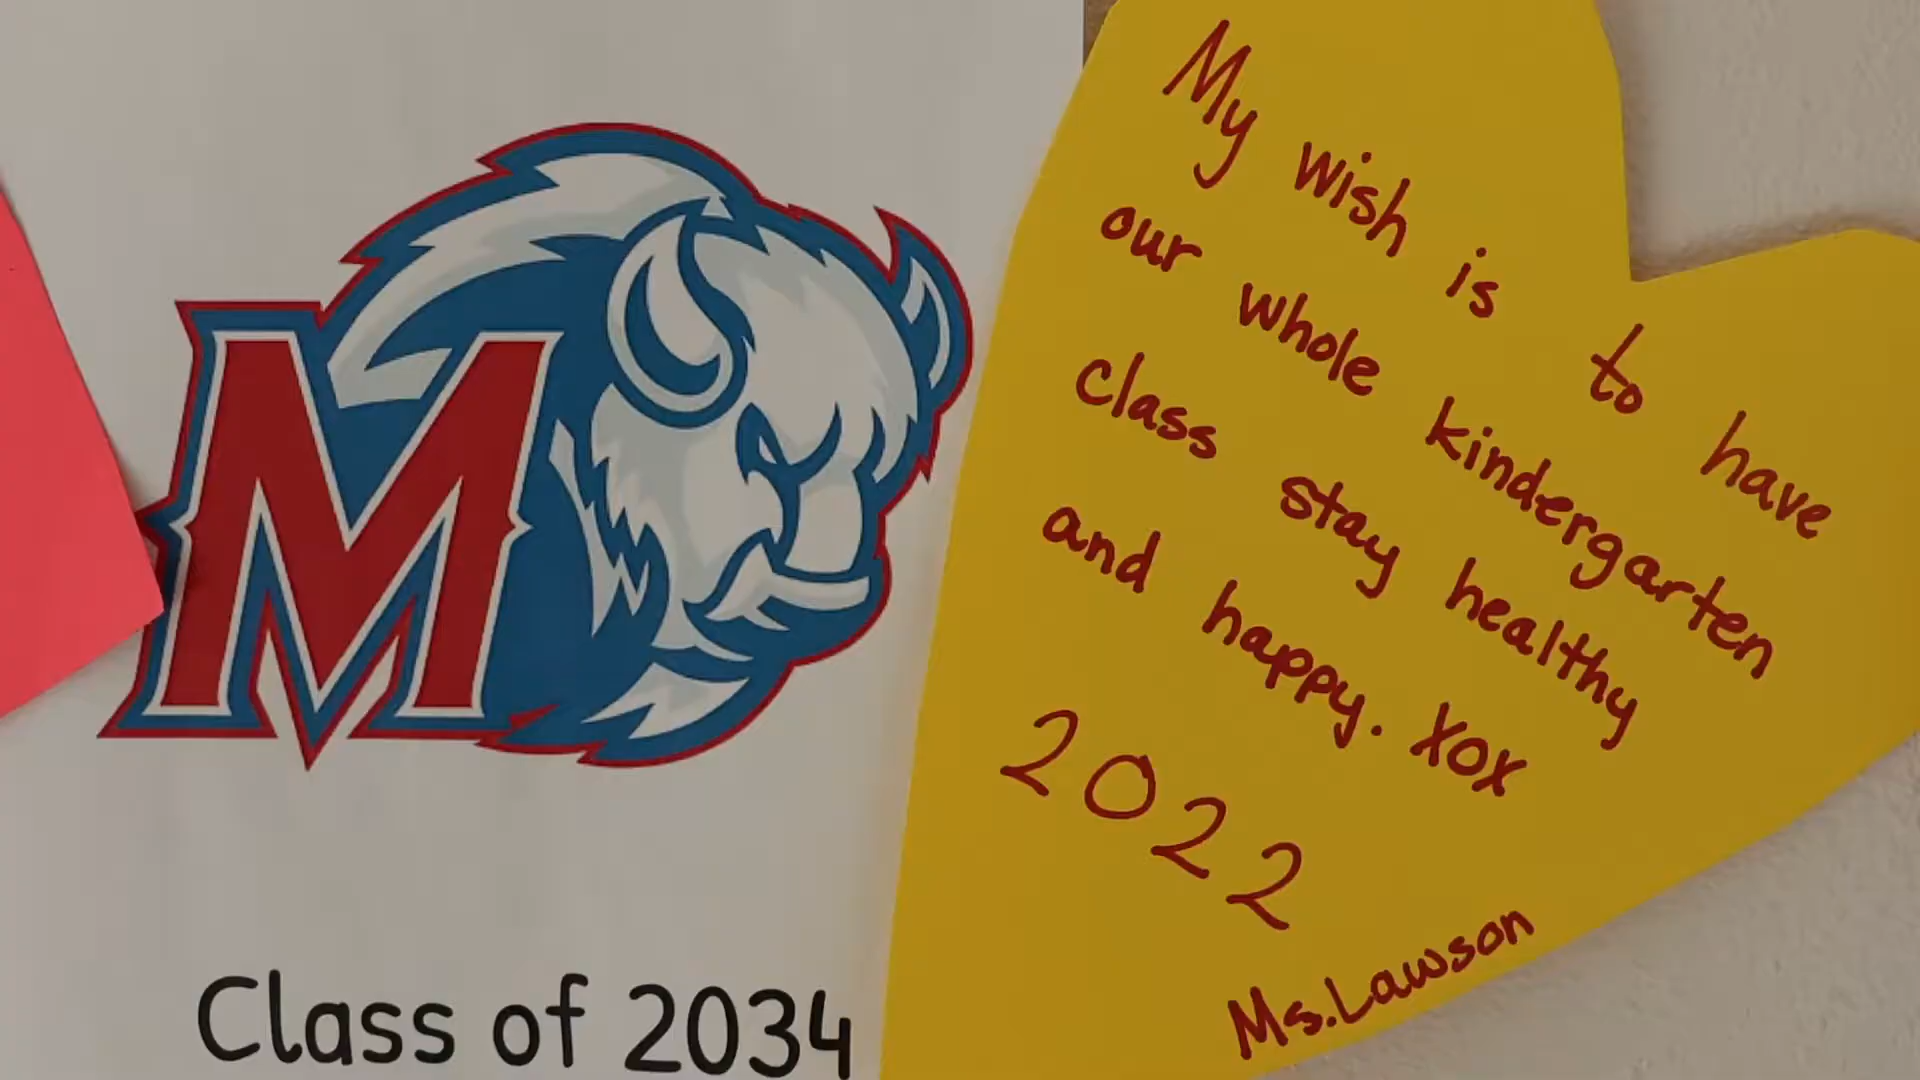 M
Class of 2034
My wish is to have
our whole kindergarten
class stay healthy
and happy. XOX
2022
Ms. Lawson